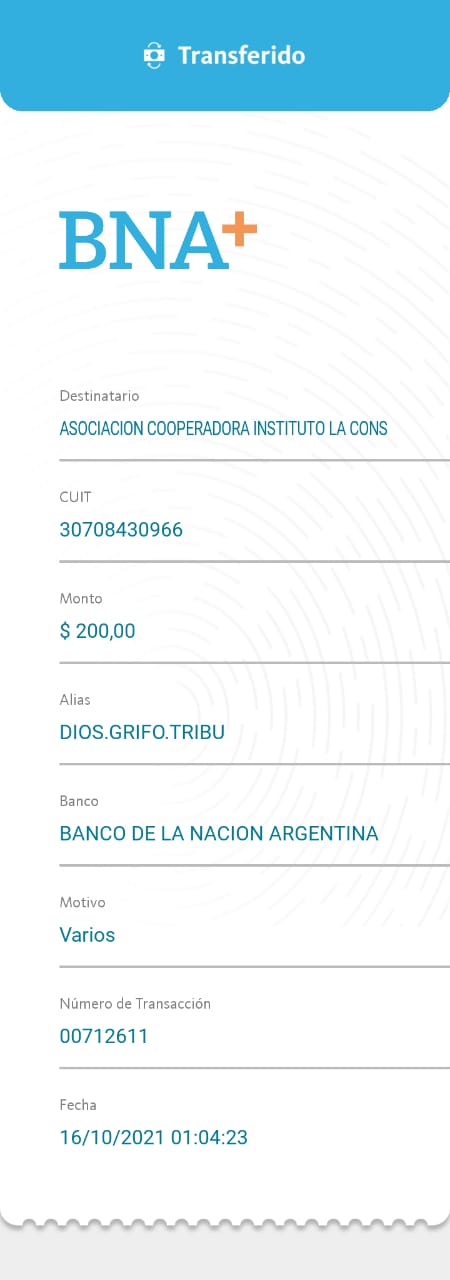 Transferido
BNA+
Destinatario
ASOCIACION COOPERADORA INSTITUTO LA CONS
CUIT
30708430966
Monto
$ 200,00
Alias
DIOS.GRIFO.TRIBU
Banco
BANCO DE LA NACION ARGENTINA
Motivo
Varios
Número de Transacción
00712611
Fecha
16/10/2021 01:04:23